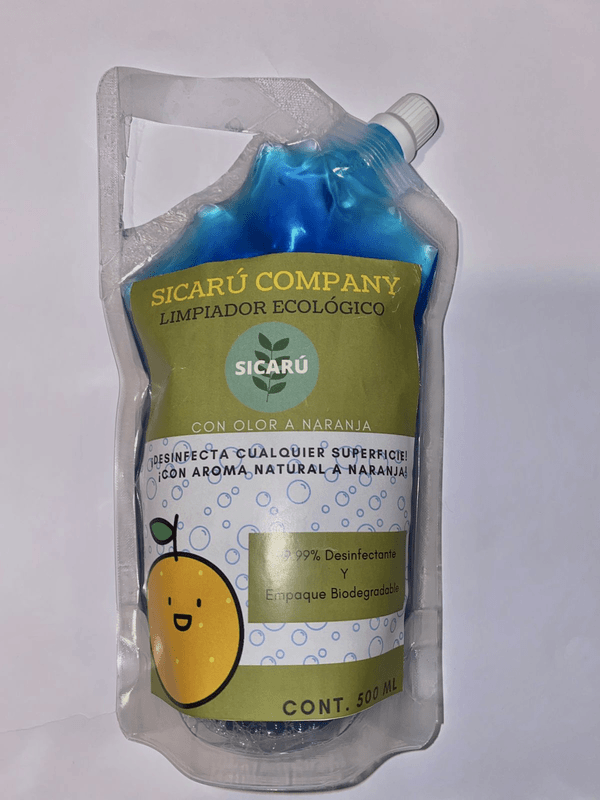 SICARÚ COMPANY
LIMPIADOR ECOLÓGICO
SICARÚ
CON OLOR A NARANJA
¡DESINFECTA CUALQUIER SUPERFICIE!
¡CON AROMA NATURAL A NARANJA!
Desinfectante
Y
Empaque Biodegradable
CONT. 500 ML